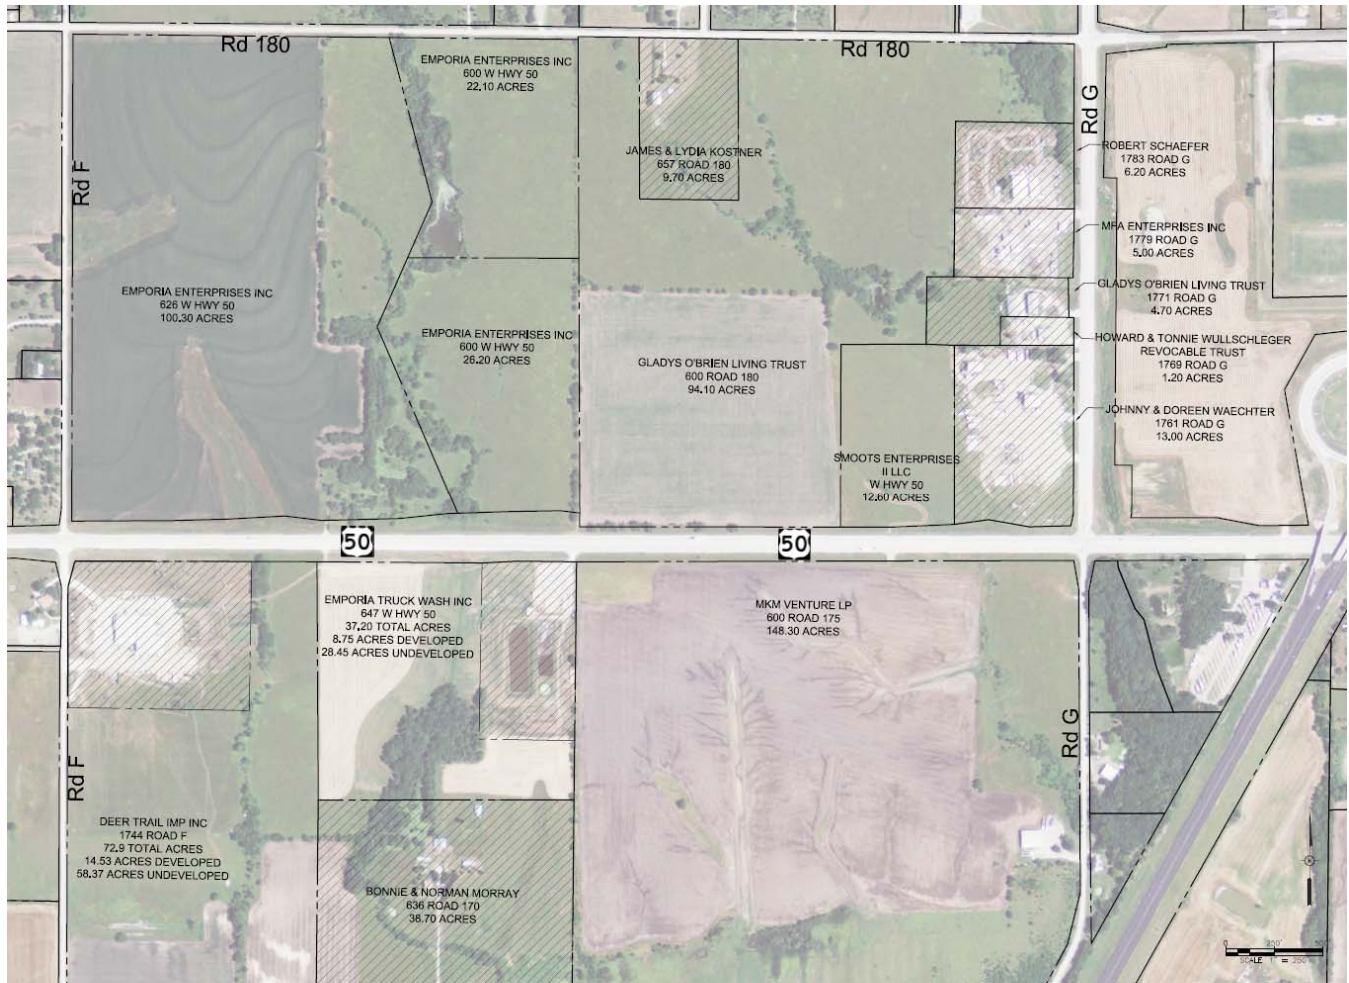 Rd 180
Rd 180
EMPORIA ENTERPRISES INC
600 W HWY 50
22.10 ACRES
Rd F
Rd G
JAMES & LYDIA KOSTNER
657 ROAD 180
9.70 ACRES
ROBERT SCHAEFER
1783 ROAD G
6.20 ACRES
MFA ENTERPRISES INC
1779 ROAD G
5.00 ACRES
GLADYS O'BRIEN LIVING TRUST
1771 ROAD G
4.70 ACRES
EMPORIA ENTERPRISES INC
626 W HWY 50
100.30 ACRES
EMPORIA ENTERPRISES INC
600 W HWY 50
26.20 ACRES
HOWARD & TONNIE WULLSCHLEGER
REVOCABLE TRUST
1769 ROAD G
1.20 ACRES
GLADYS O'BRIEN LIVING TRUST
600 ROAD 180
94.10 ACRES
JOHNNY & DOREEN WAECHTER
1761 ROAD G
13.00 ACRES
SMOOTS ENTERPRISES
II LLC
W HWY 50
12.60 ACRES
50
50
EMPORIA TRUCK WASH INC
647 W HWY 50
37.20 TOTAL ACRES
8.75 ACRES DEVELOPED
28.45 ACRES UNDEVELOPED
MKM VENTURE LP
600 ROAD 175
148.30 ACRES
Rd F
Rd G
DEER TRAIL IMP INC
1744 ROAD F
72.9 TOTAL ACRES
14.53 ACRES DEVELOPED
58.37 ACRES UNDEVELOPED
BONNIE & NORMAN MORRAY
636 ROAD 170
38.70 ACRES
0 250' 500'
SCALE 1" = 250'